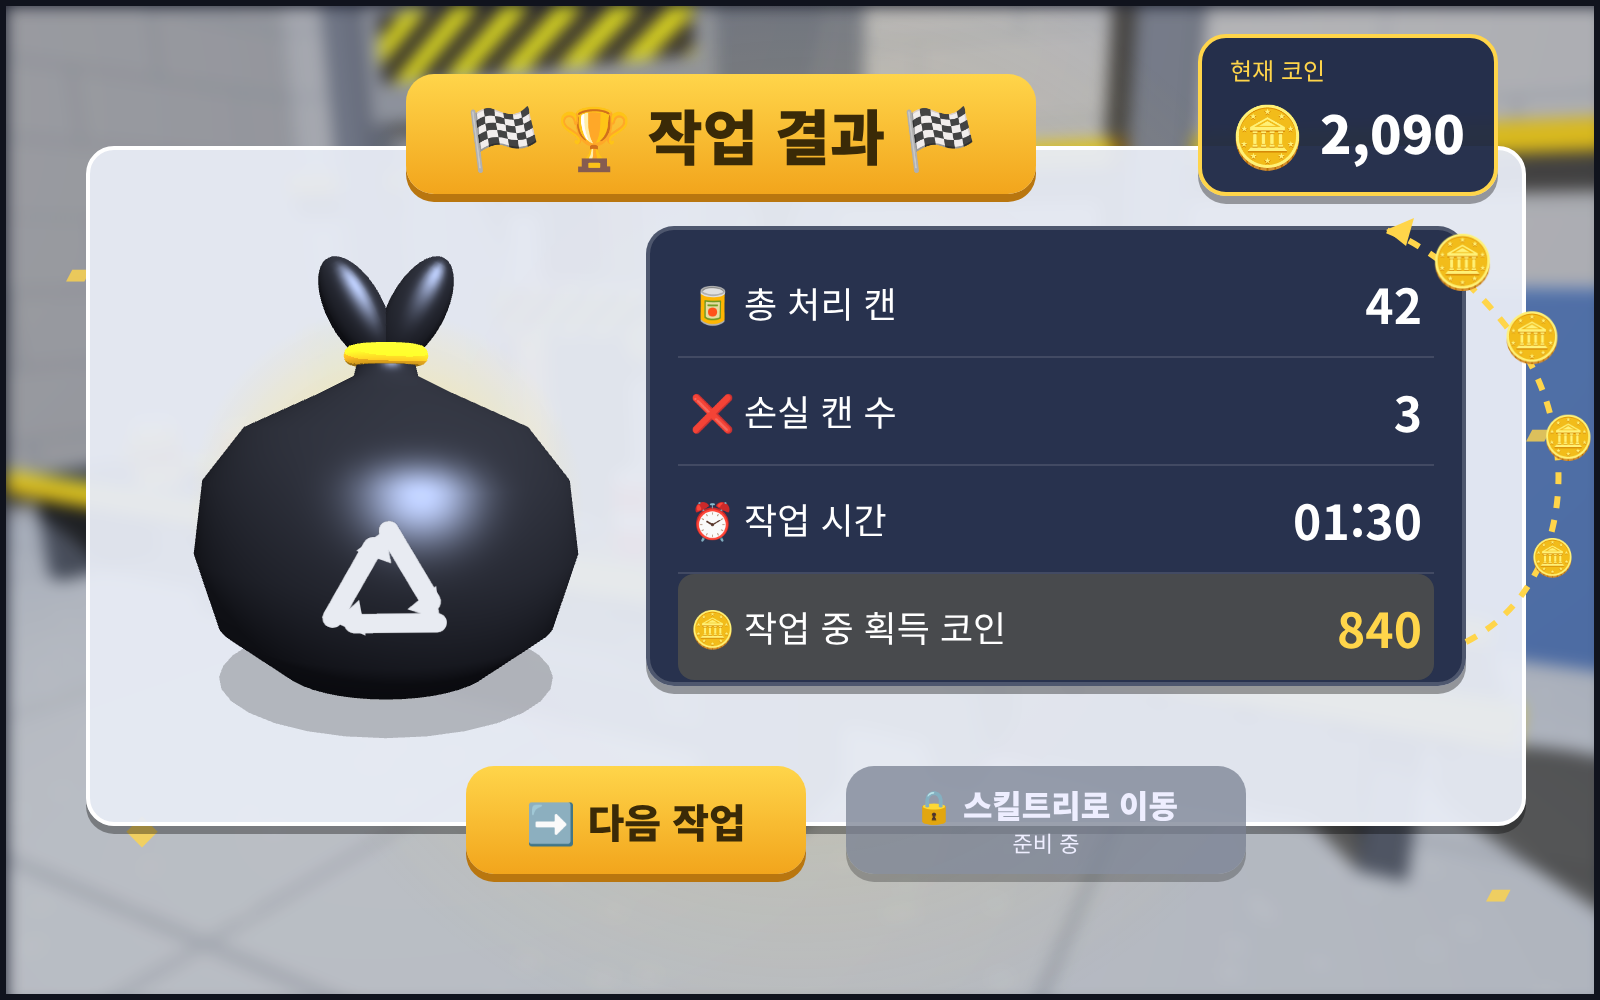 현재 코인
2,090
작업 결과
총 처리 캔 42
손실 캔 수 3
작업 시간 01:30
작업 중 획득 코인 840
다음 작업
스킬트리로 이동
준비 중